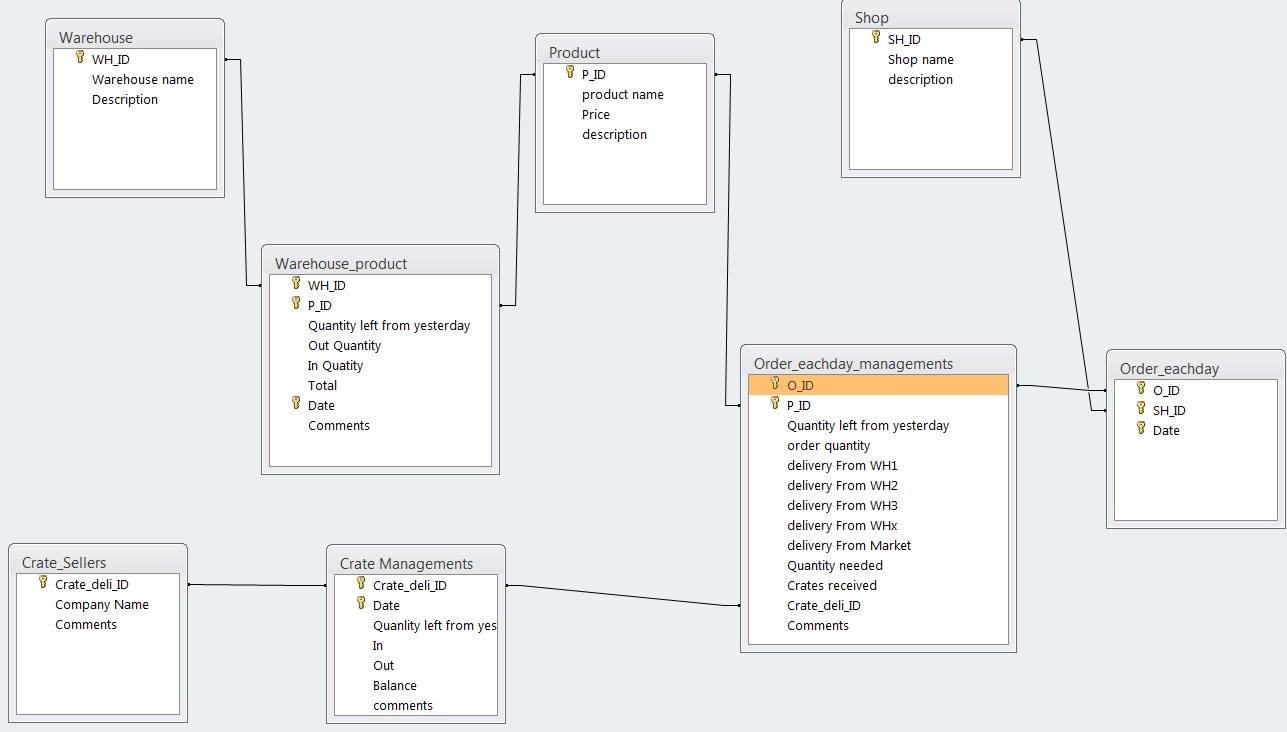 Warehouse
WH_ID
Warehouse name
Description
Product
P_ID
product name
Price
description
Shop
SH_ID
Shop name
description
Warehouse_product
WH_ID
P_ID
Quantity left from yesterday
Out Quantity
In Quatity
Total
Date
Comments
Order_eachday_managements
O_ID
P_ID
Quantity left from yesterday
order quantity
delivery From WH1
delivery From WH2
delivery From WH3
delivery From WHx
delivery From Market
Quantity needed
Crates received
Crate_deli_ID
Comments
Order_eachday
O_ID
SH_ID
Date
Crate_Sellers
Crate_deli_ID
Company Name
Comments
Crate Managements
Crate_deli_ID
Date
Quanlity left from yes
In
Out
Balance
comments